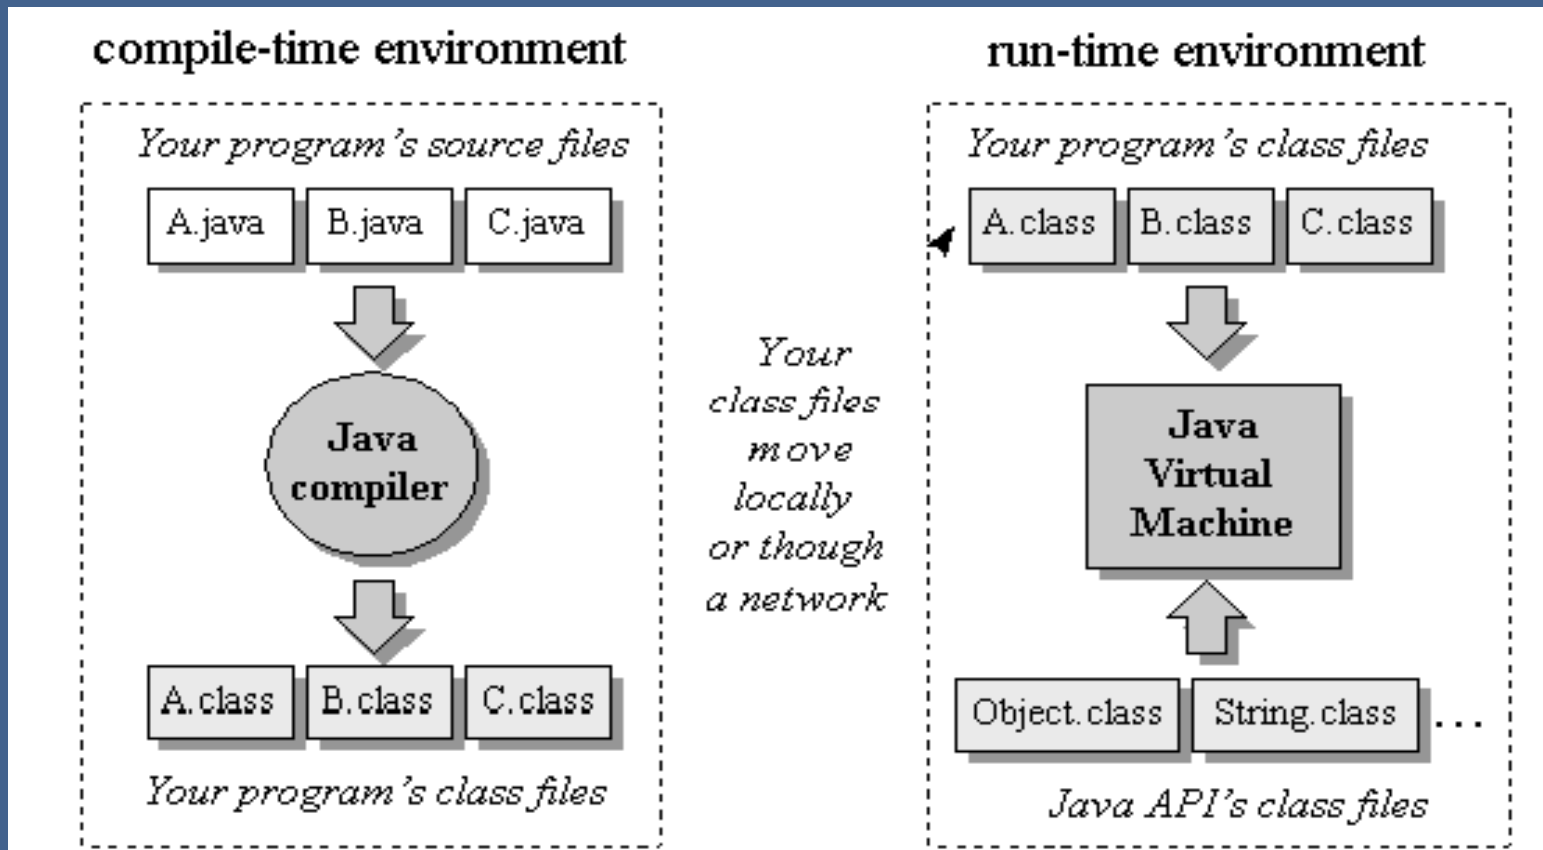 compile-time environment
Your program's source files
A.java B.java C.java
Java
compiler
A.class B.class C.class
Your program's class files
Your
class files
move
locally
or though
a network
run-time environment
Your program's class files
A.class B.class C.class
Java
Virtual
Machine
Object.class String.class ...
Java API's class files